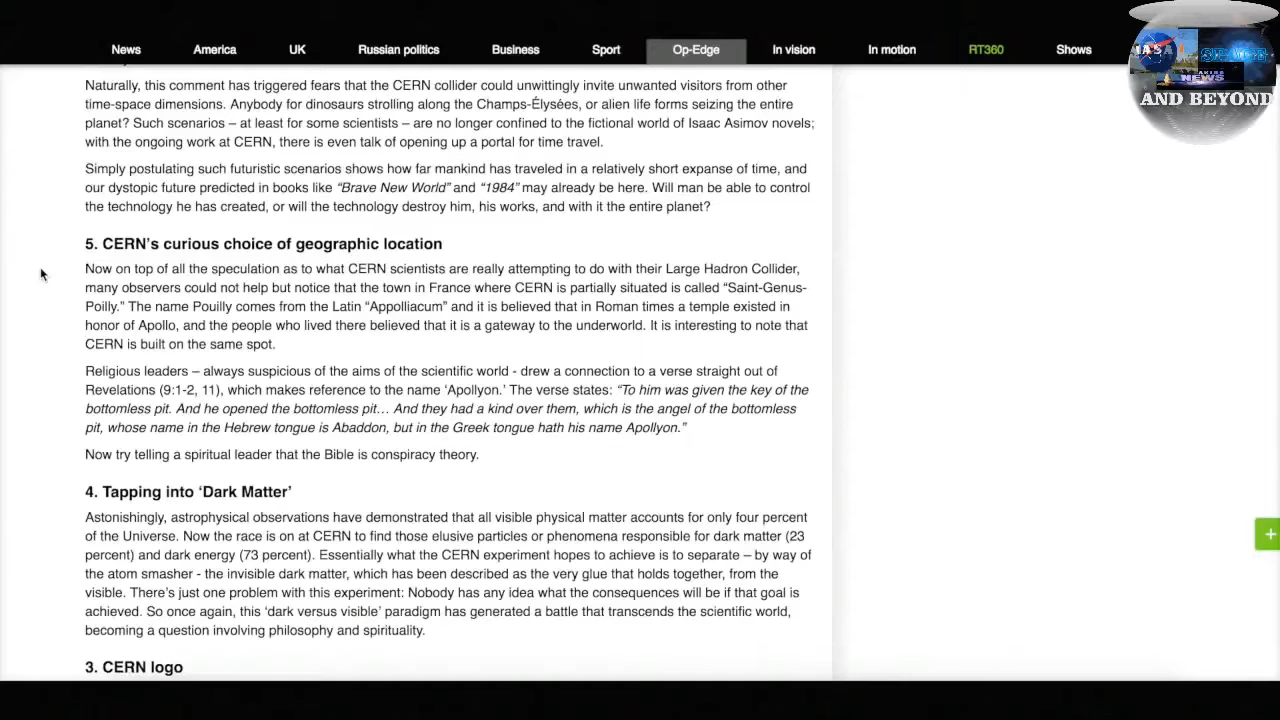 News America UK Russian politics Business Sport Op-Edge In vision In motion RT360 Shows
NASA
NEWS
AND BEYOND
Naturally, this comment has triggered fears that the CERN collider could unwittingly invite unwanted visitors from other
time-space dimensions. Anybody for dinosaurs strolling along the Champs-Élysées, or alien life forms seizing the entire
planet? Such scenarios – at least for some scientists – are no longer confined to the fictional world of Isaac Asimov novels;
with the ongoing work at CERN, there is even talk of opening up a portal for time travel.
Simply postulating such futuristic scenarios shows how far mankind has traveled in a relatively short expanse of time, and
our dystopic future predicted in books like “Brave New World” and “1984” may already be here. Will man be able to control
the technology he has created, or will the technology destroy him, his works, and with it the entire planet?
5. CERN’s curious choice of geographic location
Now on top of all the speculation as to what CERN scientists are really attempting to do with their Large Hadron Collider,
many observers could not help but notice that the town in France where CERN is partially situated is called “Saint-Genus-
Poilly.” The name Pouilly comes from the Latin “Appolliacum” and it is believed that in Roman times a temple existed in
honor of Apollo, and the people who lived there believed that it is a gateway to the underworld. It is interesting to note that
CERN is built on the same spot.
Religious leaders – always suspicious of the aims of the scientific world - drew a connection to a verse straight out of
Revelations (9:1-2, 11), which makes reference to the name ‘Apollyon.’ The verse states: “To him was given the key of the
bottomless pit. And he opened the bottomless pit… And they had a kind over them, which is the angel of the bottomless
pit, whose name in the Hebrew tongue is Abaddon, but in the Greek tongue hath his name Apollyon.”
Now try telling a spiritual leader that the Bible is conspiracy theory.
4. Tapping into ‘Dark Matter’
Astonishingly, astrophysical observations have demonstrated that all visible physical matter accounts for only four percent
of the Universe. Now the race is on at CERN to find those elusive particles or phenomena responsible for dark matter (23
percent) and dark energy (73 percent). Essentially what the CERN experiment hopes to achieve is to separate – by way of
the atom smasher - the invisible dark matter, which has been described as the very glue that holds together, from the
visible. There’s just one problem with this experiment: Nobody has any idea what the consequences will be if that goal is
achieved. So once again, this ‘dark versus visible’ paradigm has generated a battle that transcends the scientific world,
becoming a question involving philosophy and spirituality.
3. CERN logo